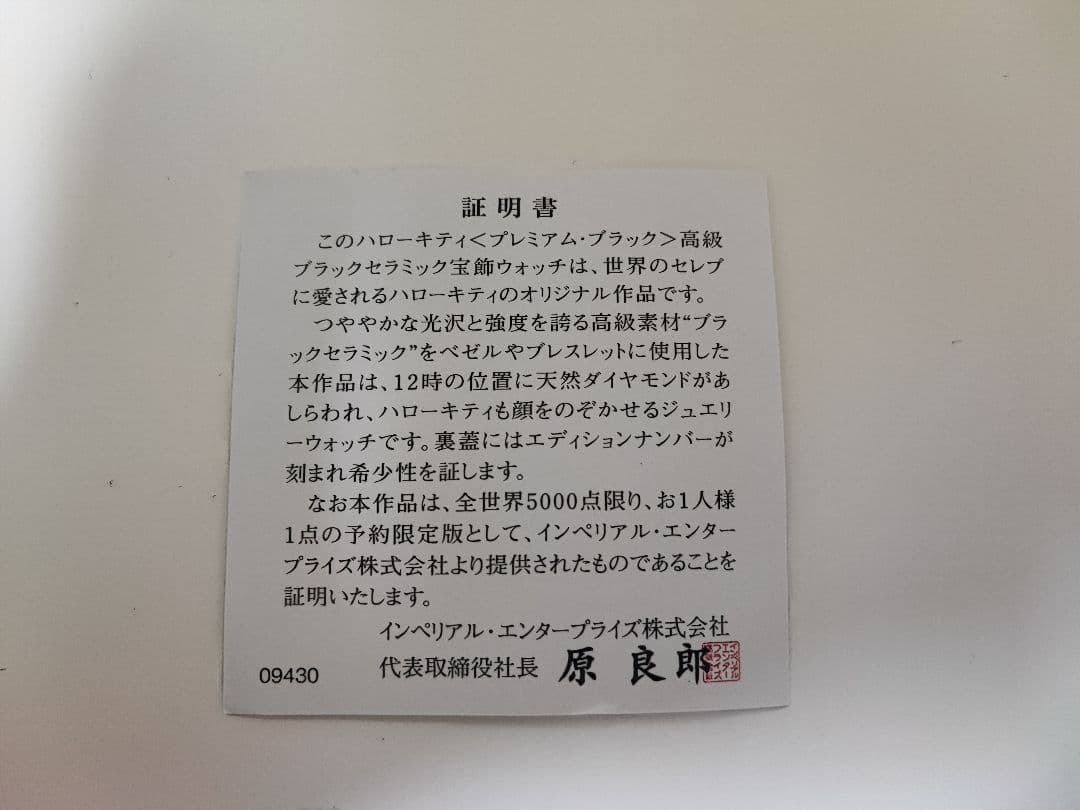 証明書
このハローキティ＜プレミアム・ブラック＞高級
ブラックセラミック宝飾ウォッチは、世界のセレブ
に愛されるハローキティのオリジナル作品です。
つややかな光沢と強度を誇る高級素材“ブラ
ックセラミック”をベゼルやブレスレットに使用した
本作品は、12時の位置に天然ダイヤモンドがあ
しらわれ、ハローキティも顔をのぞかせるジュエリ
ーウォッチです。裏蓋にはエディションナンバーが
刻まれ希少性を証します。
なお本作品は、全世界5000点限り、お1人様
1点の予約限定版として、インペリアル・エンター
プライズ株式会社より提供されたものであることを
証明いたします。
インペリアル・エンタープライズ株式会社
09430 代表取締役社長 原 良郎